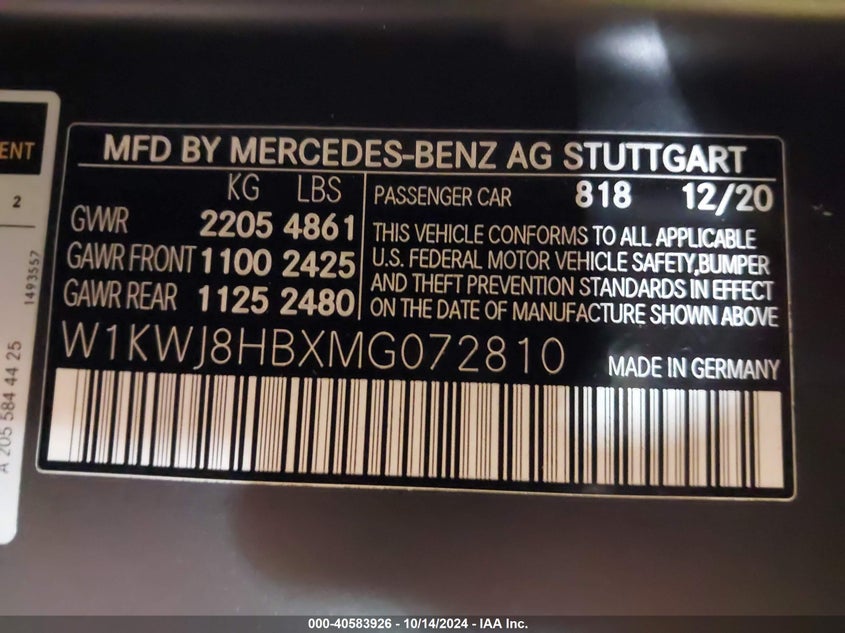 ENT
2
1493557
A 205 584 44 25
MFD BY MERCEDES-BENZ AG STUTTGART
KG LBS
GVWR 2205 4861
GAWR FRONT 1100 2425
GAWR REAR 1125 2480
PASSENGER CAR 818 12/20
THIS VEHICLE CONFORMS TO ALL APPLICABLE
U.S. FEDERAL MOTOR VEHICLE SAFETY,BUMPER
AND THEFT PREVENTION STANDARDS IN EFFECT
ON THE DATE OF MANUFACTURE SHOWN ABOVE
W1KWJ8HBXMG072810
MADE IN GERMANY
000-40583926 - 10/14/2024 - IAA Inc.